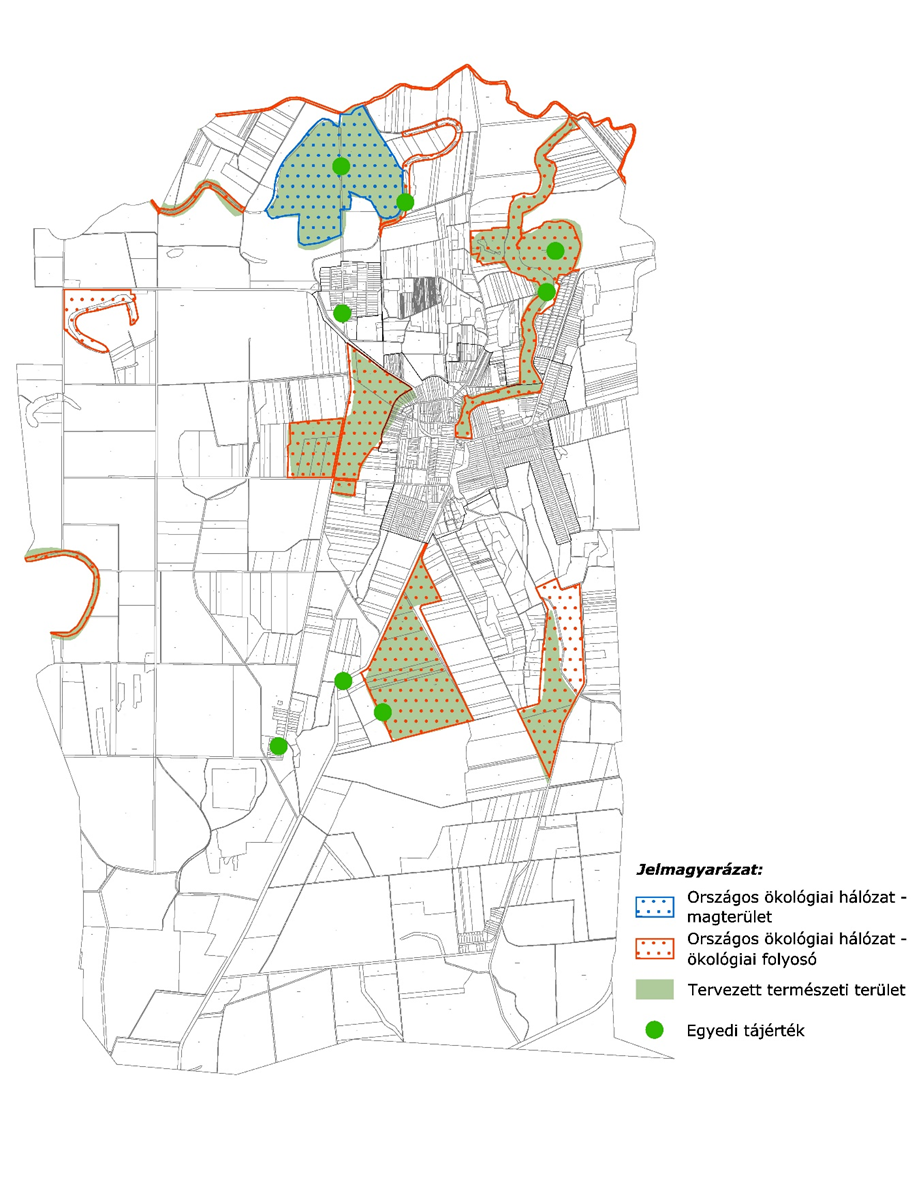 Jelmagyarázat:
Országos ökológiai hálózat -
magterület
Országos ökológiai hálózat -
ökológiai folyosó
Tervezett természeti terület
Egyedi tájérték